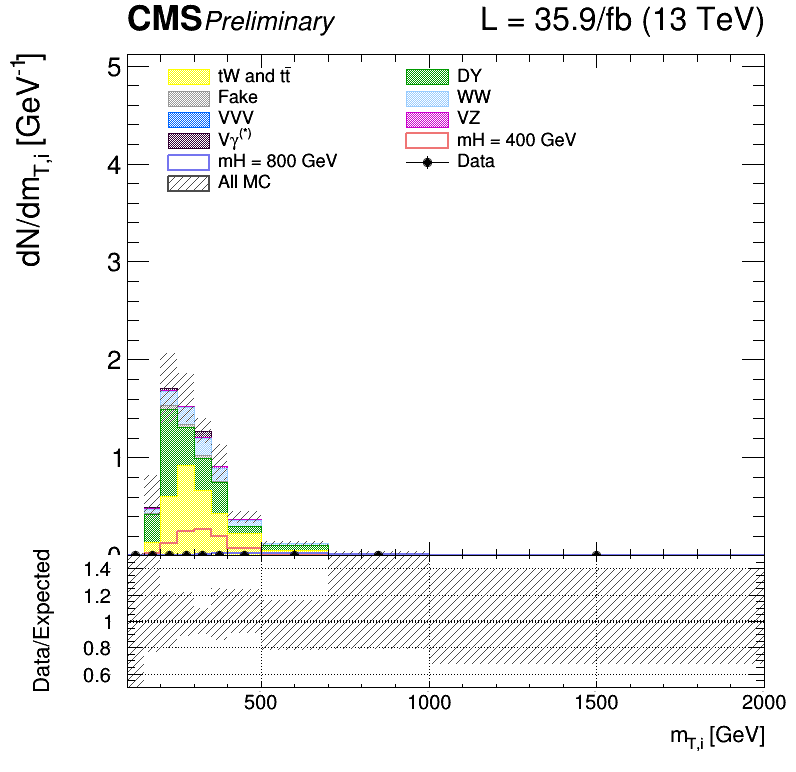 CMS Preliminary L = 35.9/fb (13 TeV)
dN/dm_{T,i} [GeV^{-1}]
tW and tt̄
Fake
VVV
Vγ^{(*)}
mH = 800 GeV
All MC
DY
WW
VZ
mH = 400 GeV
Data
5
4
3
2
1
0
Data/Expected
1.4
1.2
1
0.8
0.6
500 1000 1500 2000
m_{T,i} [GeV]